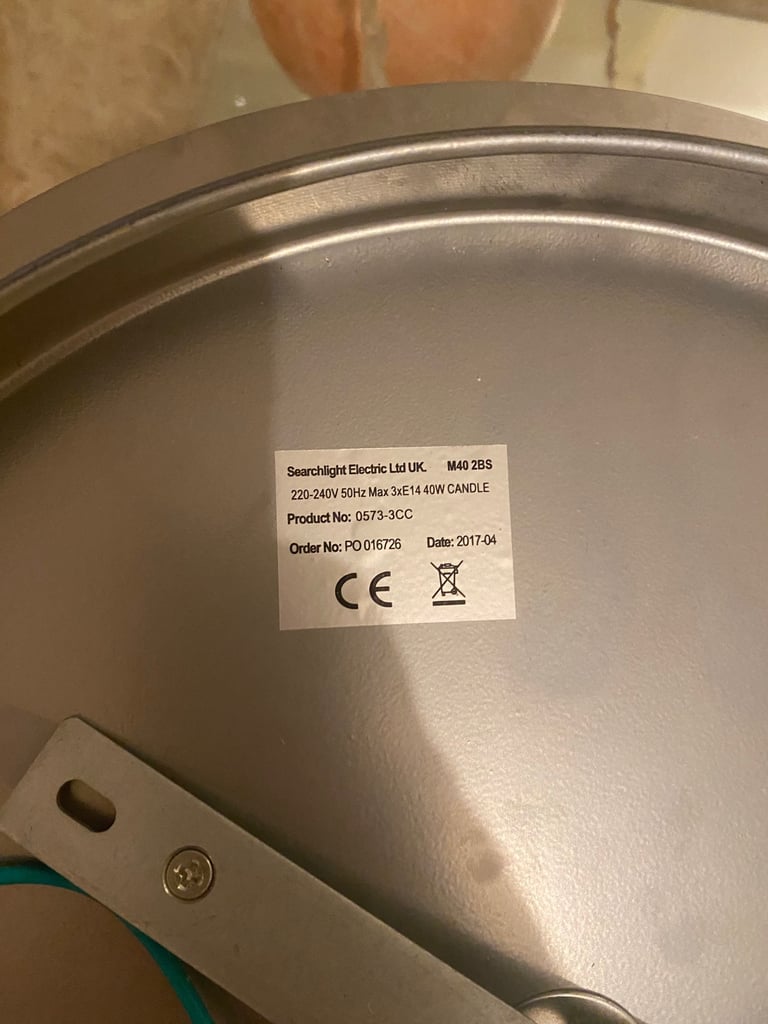 Searchlight Electric Ltd UK. M40 2BS
220-240V 50Hz Max 3xE14 40W CANDLE
Product No: 0573-3CC
Order No: PO 016726 Date: 2017-04
CE